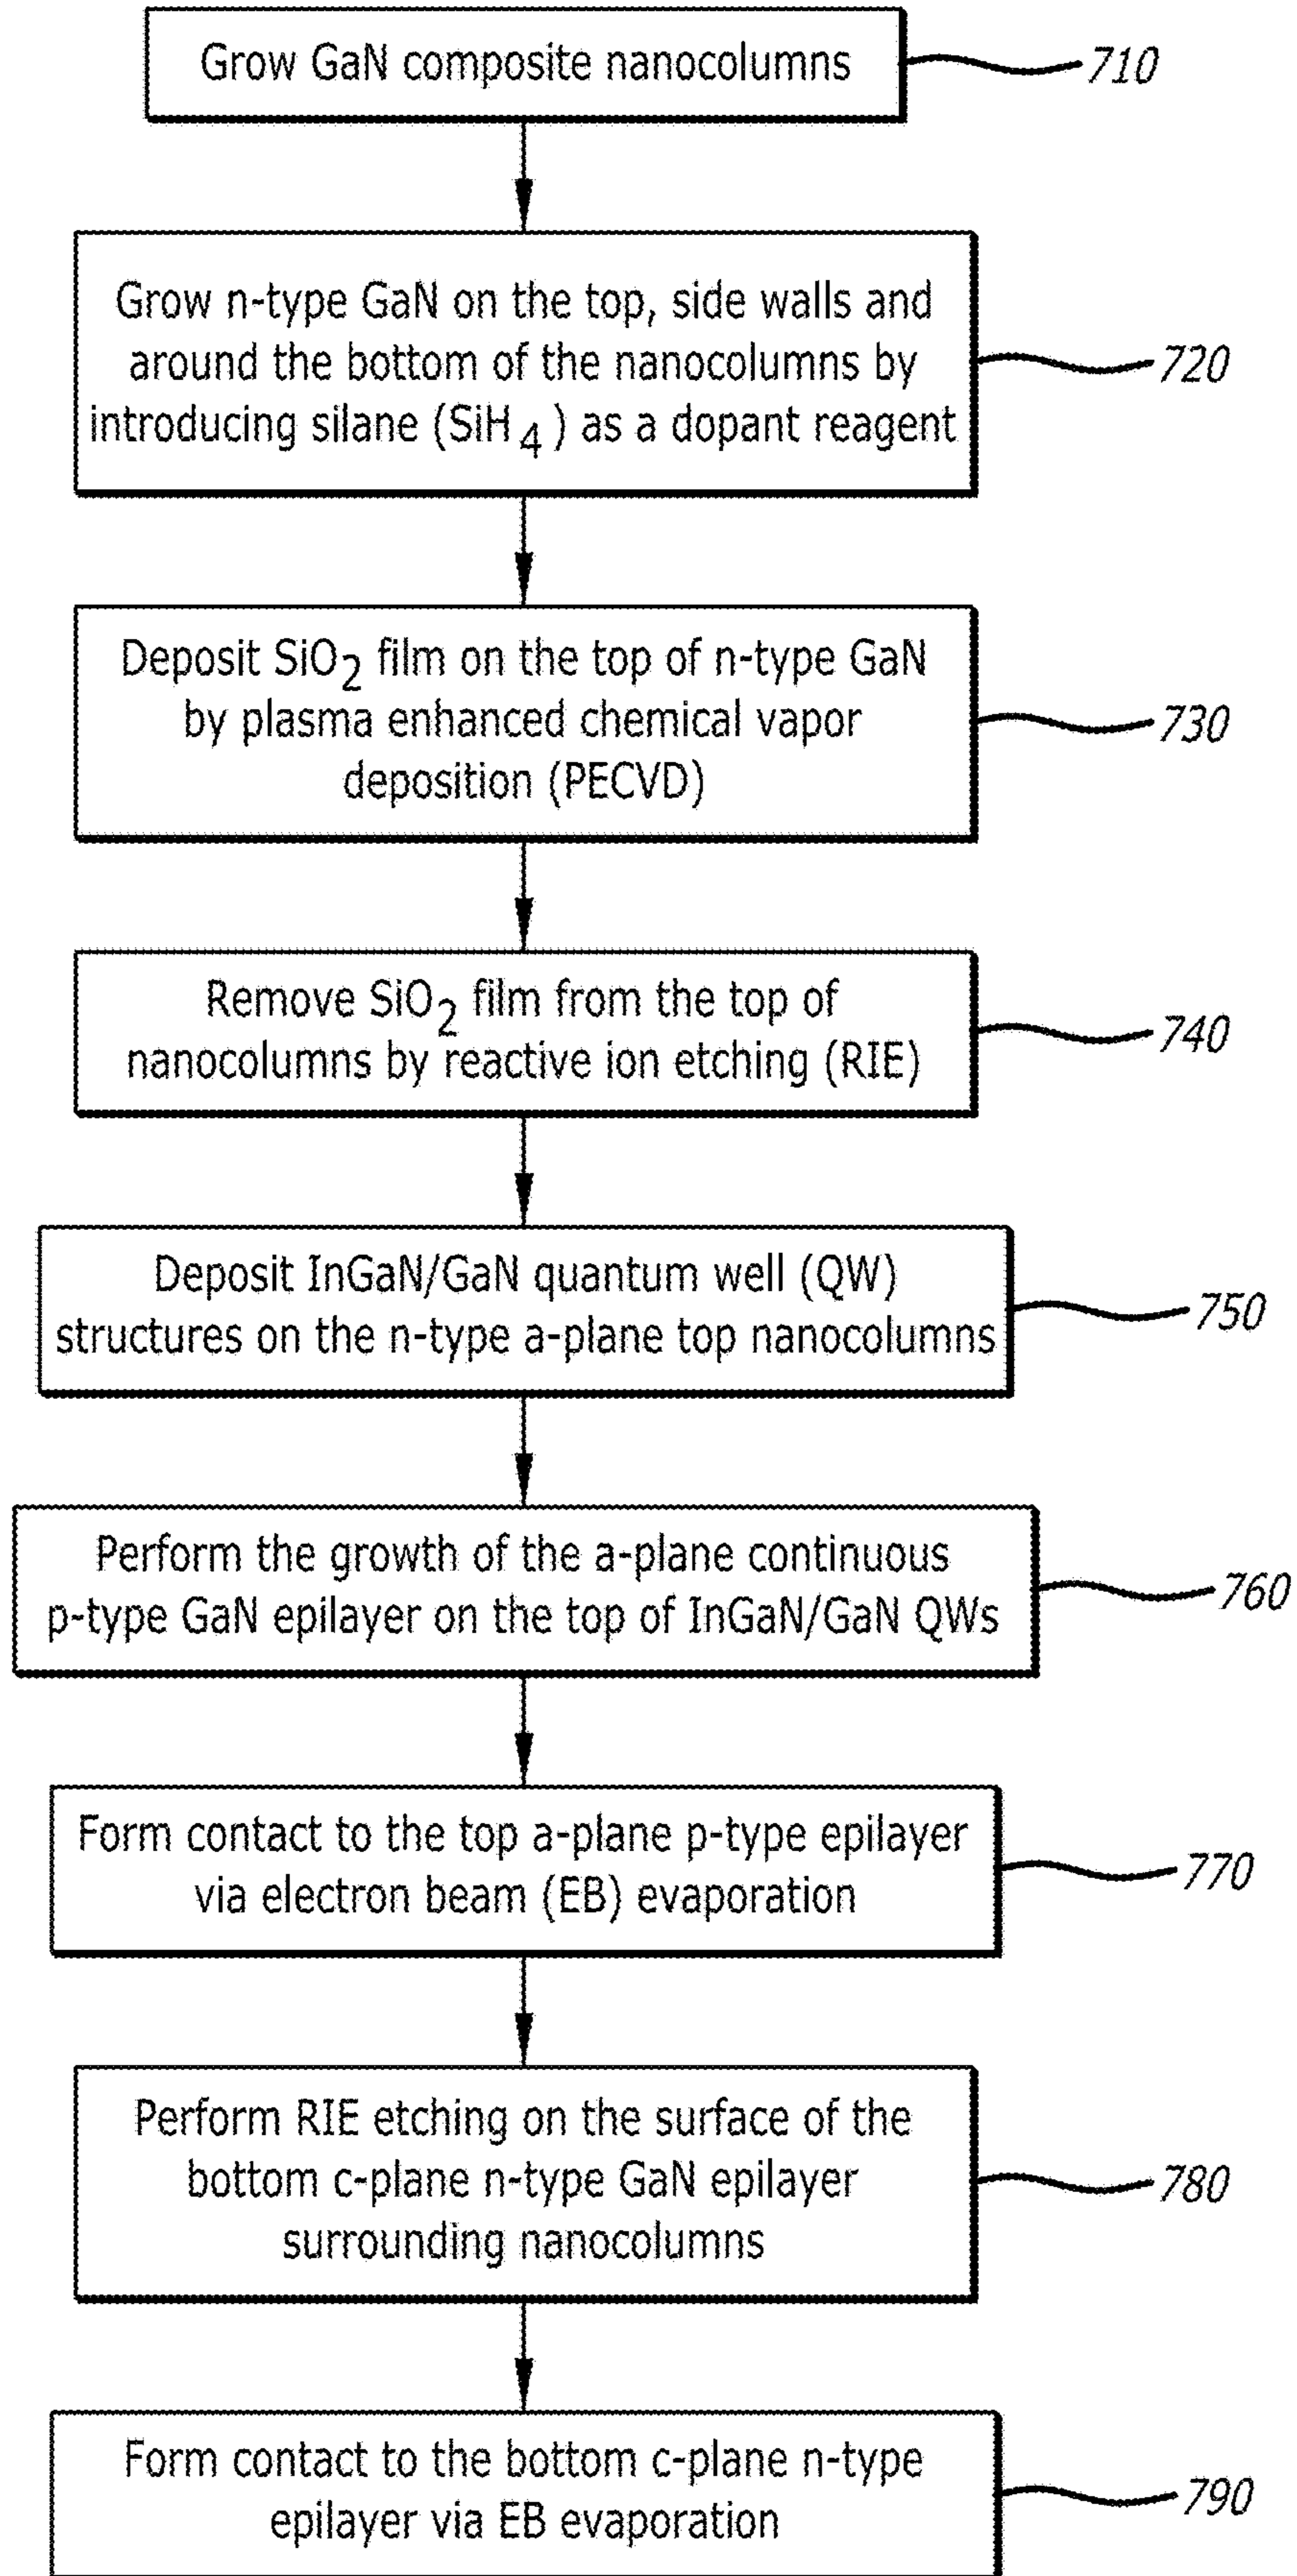 Grow GaN composite nanocolumns
710
Grow n-type GaN on the top, side walls and
around the bottom of the nanocolumns by
introducing silane (SiH4) as a dopant reagent
720
Deposit SiO2 film on the top of n-type GaN
by plasma enhanced chemical vapor
deposition (PECVD)
730
Remove SiO2 film from the top of
nanocolumns by reactive ion etching (RIE)
740
Deposit InGaN/GaN quantum well (QW)
structures on the n-type a-plane top nanocolumns
750
Perform the growth of the a-plane continuous
p-type GaN epilayer on the top of InGaN/GaN QWs
760
Form contact to the top a-plane p-type epilayer
via electron beam (EB) evaporation
770
Perform RIE etching on the surface of the
bottom c-plane n-type GaN epilayer
surrounding nanocolumns
780
Form contact to the bottom c-plane n-type
epilayer via EB evaporation
790